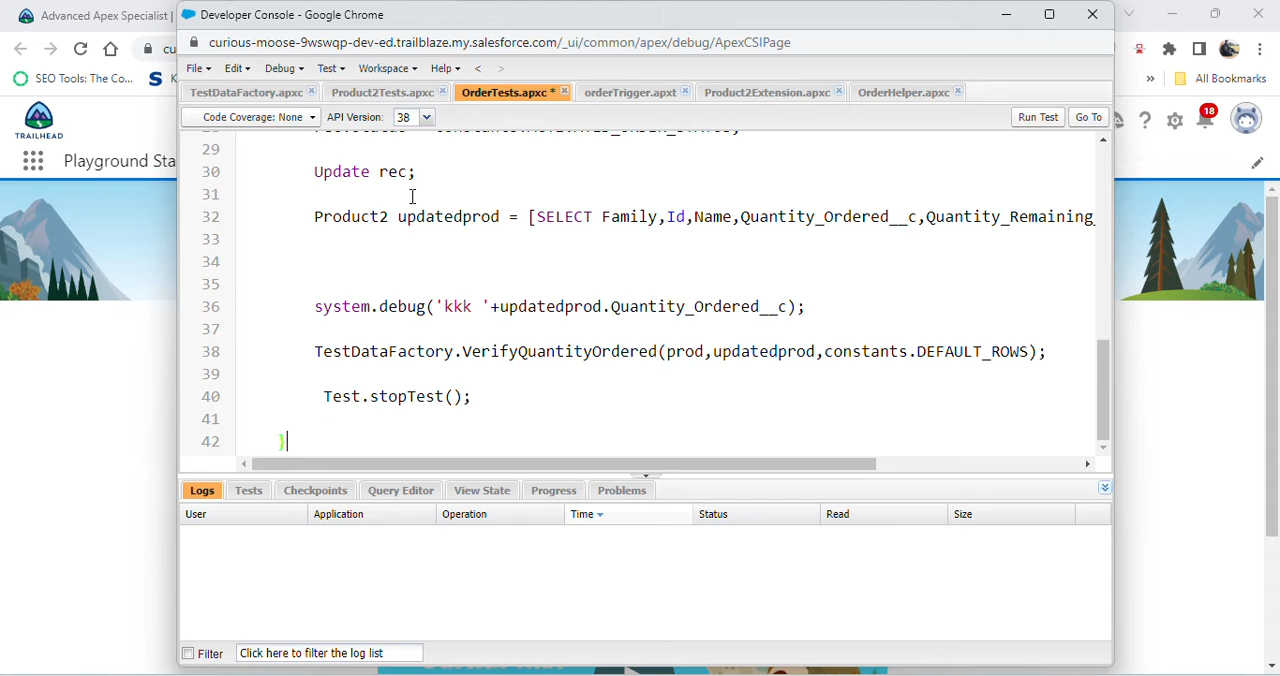 Advanced Apex Specialist |
Developer Console - Google Chrome
curious-moose-9wswqp-dev-ed.trailblaze.my.salesforce.com/_ui/common/apex/debug/ApexCSIPage
cu
SEO Tools: The Co...
S
»
All Bookmarks
File Edit Debug Test Workspace Help < >
TestDataFactory.apxc Product2Tests.apxc OrderTests.apxc * orderTrigger.apxt Product2Extension.apxc OrderHelper.apxc
Code Coverage: None API Version: 38 Run Test Go To
TRAILHEAD
18
Playground Sta
29
30 Update rec;
31
32 Product2 updatedprod = [SELECT Family,Id,Name,Quantity_Ordered__c,Quantity_Remaining_
33
34
35
36 system.debug('kkk '+updatedprod.Quantity_Ordered__c);
37
38 TestDataFactory.VerifyQuantityOrdered(prod,updatedprod,constants.DEFAULT_ROWS);
39
40 Test.stopTest();
41
42 }
Logs Tests Checkpoints Query Editor View State Progress Problems
User Application Operation Time Status Read Size
Filter Click here to filter the log list